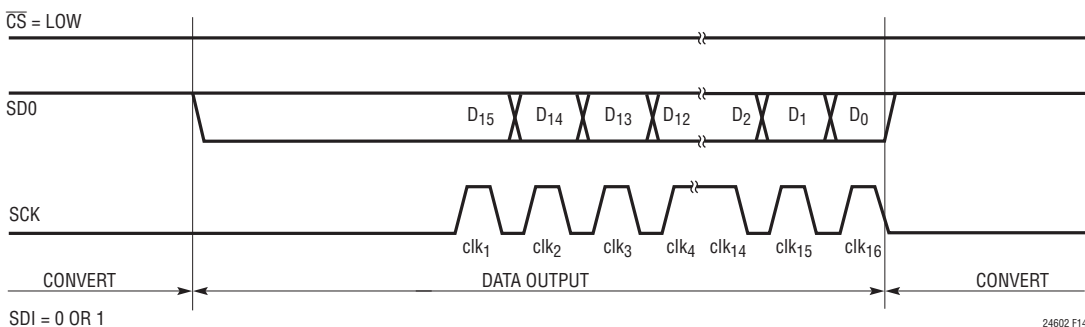 C̅S̅ = LOW
SD0
D15 D14 D13 D12 D2 D1 D0
SCK
clk1 clk2 clk3 clk4 clk14 clk15 clk16
CONVERT DATA OUTPUT CONVERT
SDI = 0 OR 1
24602 F14